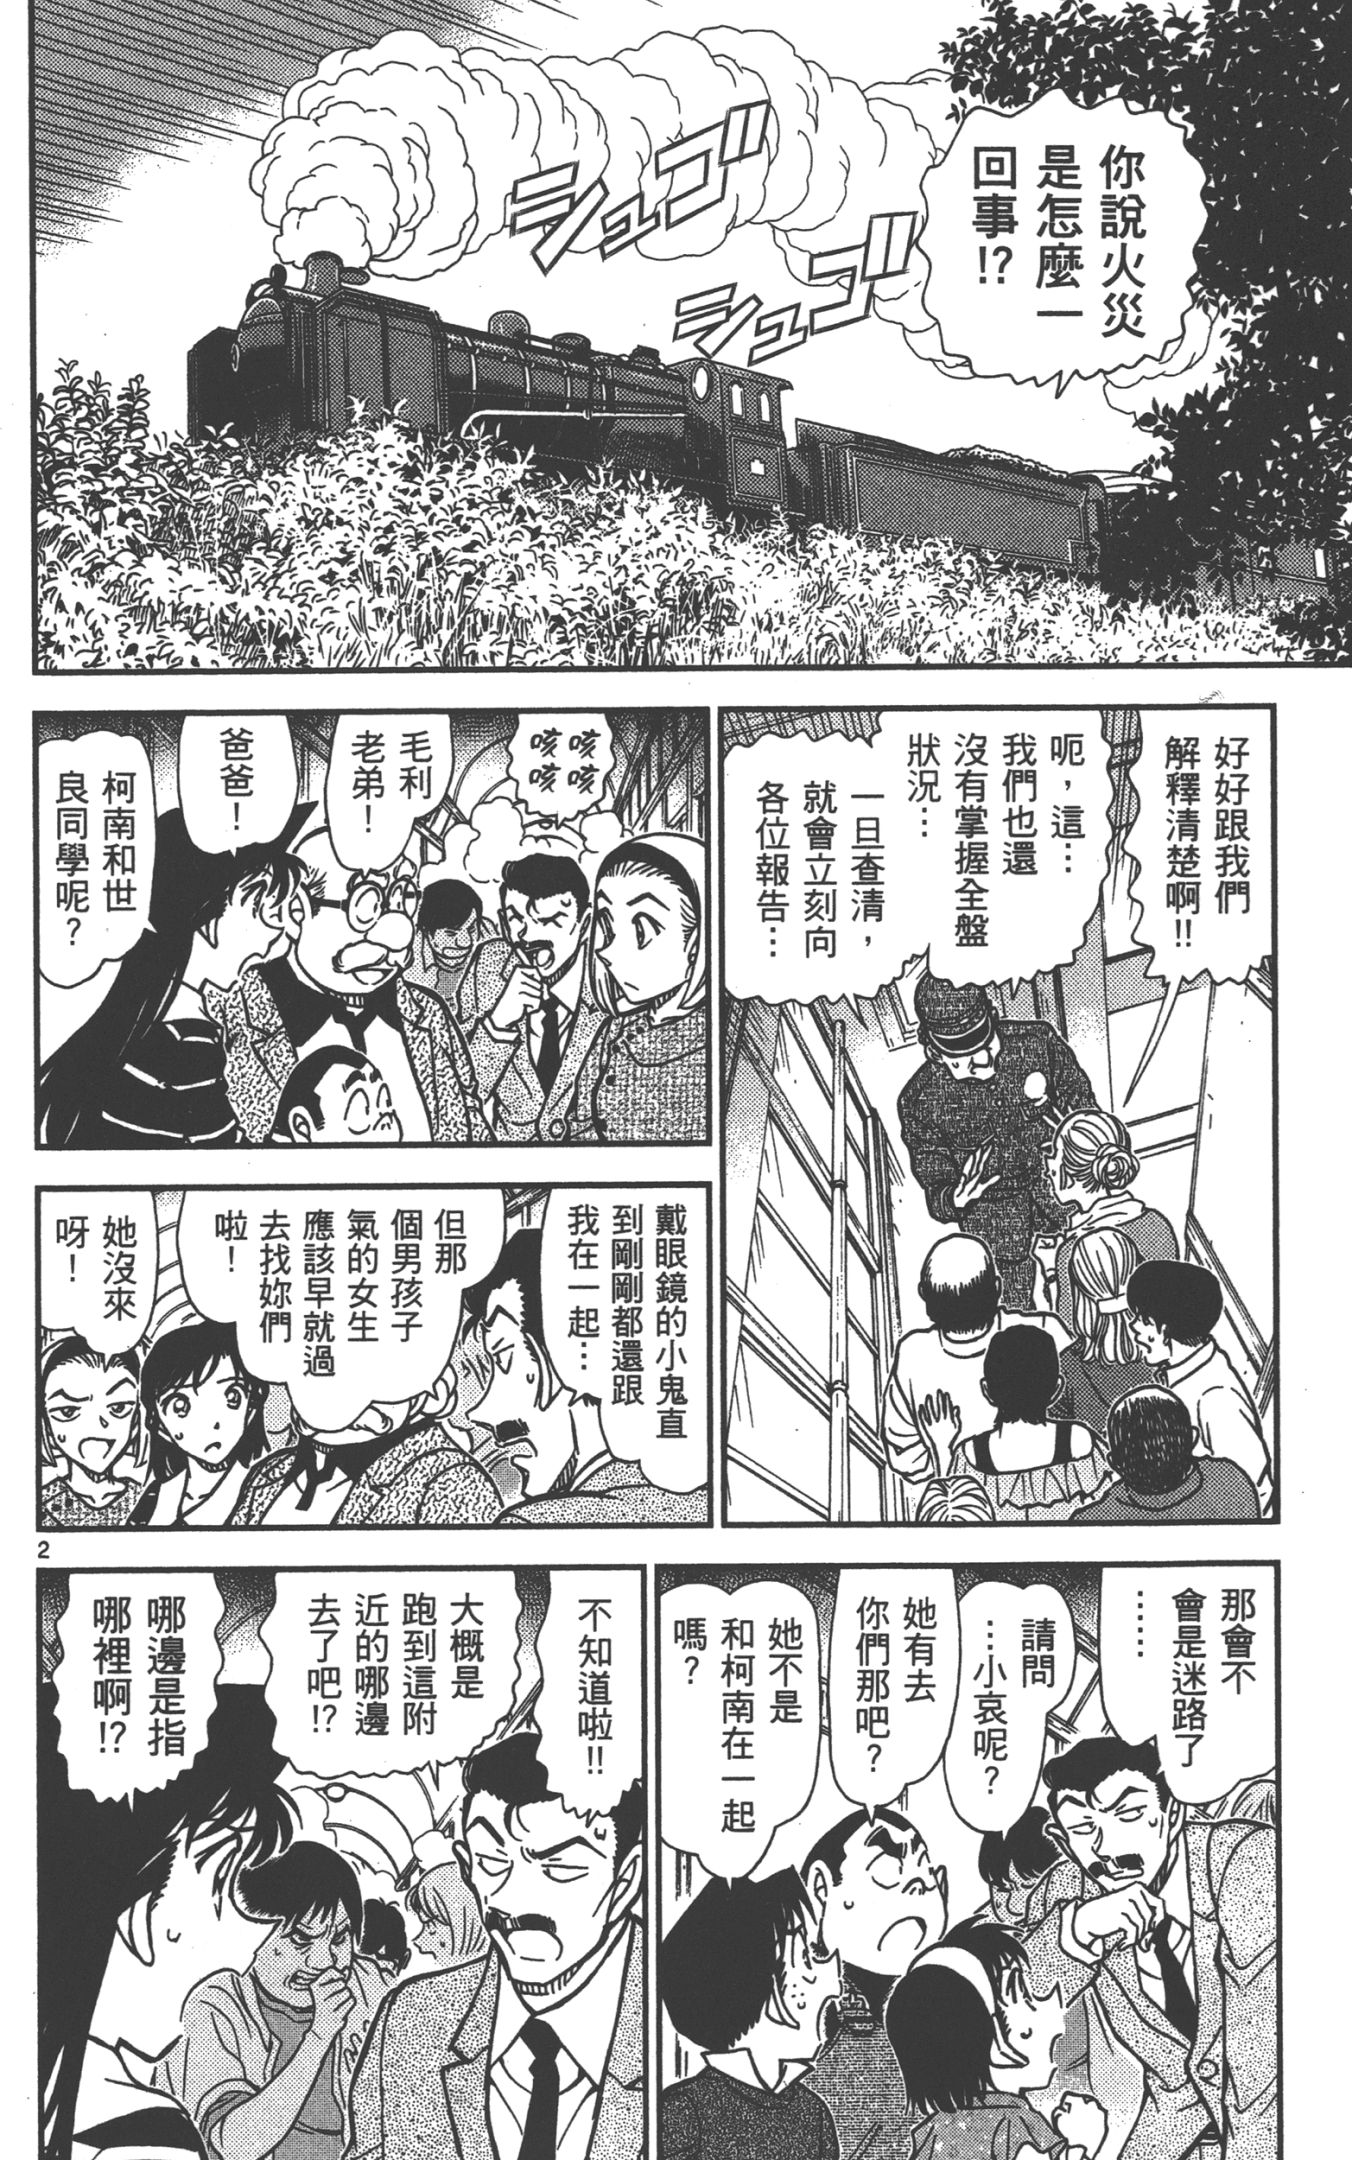 你說火災
是怎麼一
回事!?
シュゴ
シュゴ
好好跟我們
解釋清楚啊!!
呃，這…
我們也還
沒有掌握全盤
狀況…
一旦查清，
就會立刻向
各位報告…
咳咳
咳咳
毛利
老弟！
爸爸！
柯南和世
良同學呢？
戴眼鏡的小鬼直
到剛剛都還跟
我在一起…
但那
個男孩子
氣的女生
應該早就過
去找妳們
啦！
她沒來
呀！
那會不
會是迷路了
……
請問
…小哀呢？
她有去
你們那吧？
她不是
和柯南在一起
嗎？
不知道啦!!
大概是
跑到這附
近的哪邊
去了吧!?
哪邊是指
哪裡啊!?
2